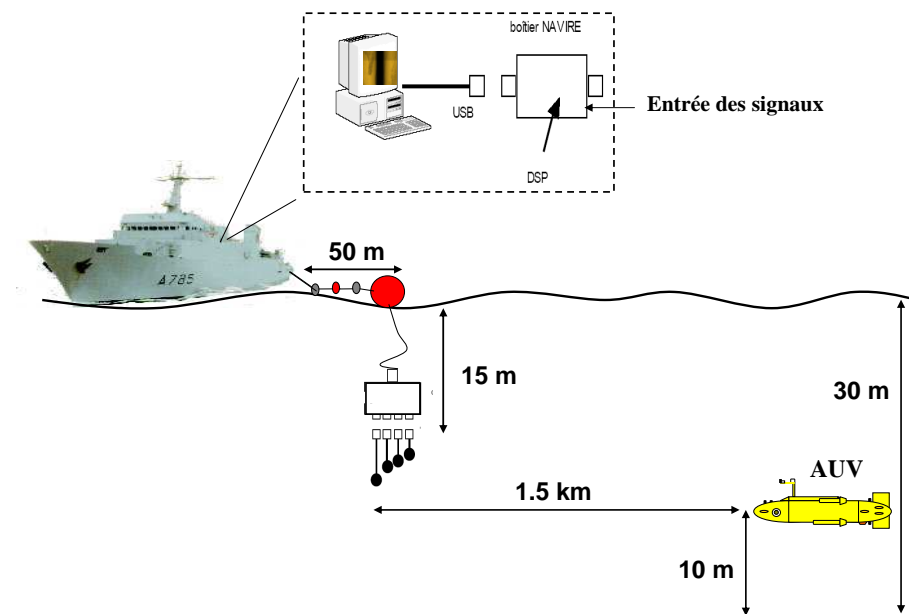 boîtier NAVIRE
Entrée des signaux
USB
DSP
50 m
A785
15 m
30 m
AUV
1.5 km
10 m